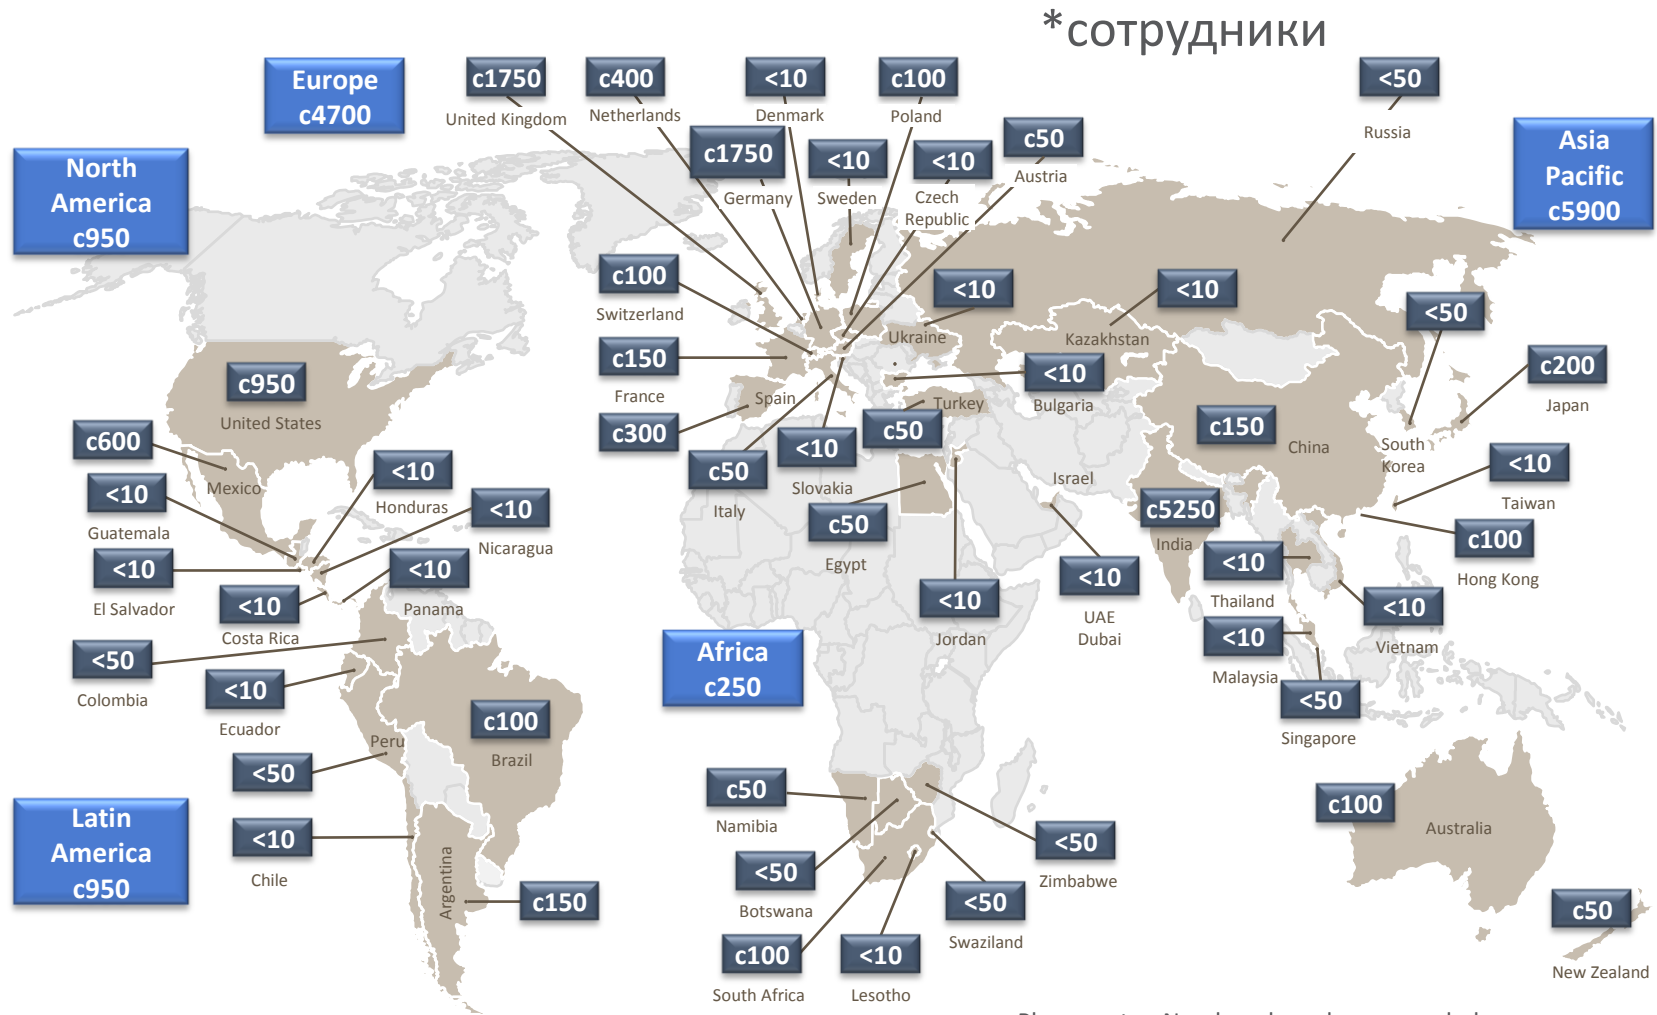 *сотрудники
Europe
c4700
North
America
c950
Asia
Pacific
c5900
Africa
c250
Latin
America
c950
c1750
United Kingdom
c400
Netherlands
<10
Denmark
c100
Poland
<50
Russia
c1750
Germany
<10
Sweden
<10
Czech
Republic
c50
Austria
c100
Switzerland
c150
France
Spain
c300
c50
Italy
<10
Slovakia
<10
Ukraine
<10
Kazakhstan
<10
Bulgaria
Turkey
c50
c50
Egypt
<10
Jordan
Israel
<10
UAE
Dubai
c950
United States
c600
Mexico
<10
Guatemala
<10
Honduras
<10
Nicaragua
<10
El Salvador
<10
Costa Rica
<10
Panama
<50
Colombia
<10
Ecuador
Peru
<50
c100
Brazil
<10
Chile
Argentina
c150
c50
Namibia
<50
Botswana
c100
South Africa
<10
Lesotho
<50
Swaziland
<50
Zimbabwe
c5250
India
c150
China
<50
South
Korea
c200
Japan
<10
Taiwan
c100
Hong Kong
<10
Thailand
<10
Vietnam
<10
Malaysia
<50
Singapore
c100
Australia
c50
New Zealand